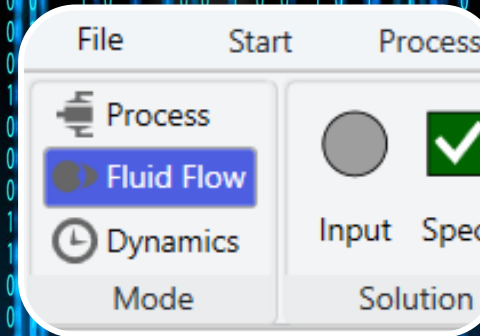 File Start Process
Process
Fluid Flow
Dynamics
Mode
Input
Solution